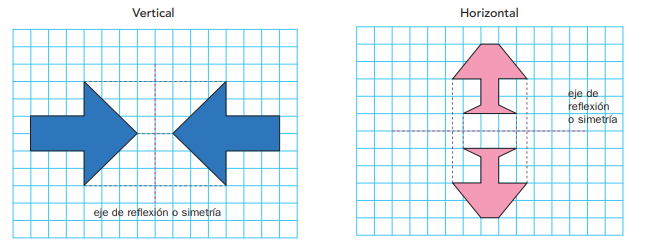 Vertical
Horizontal
eje de reflexión o simetría
eje de
reflexión
o simetría